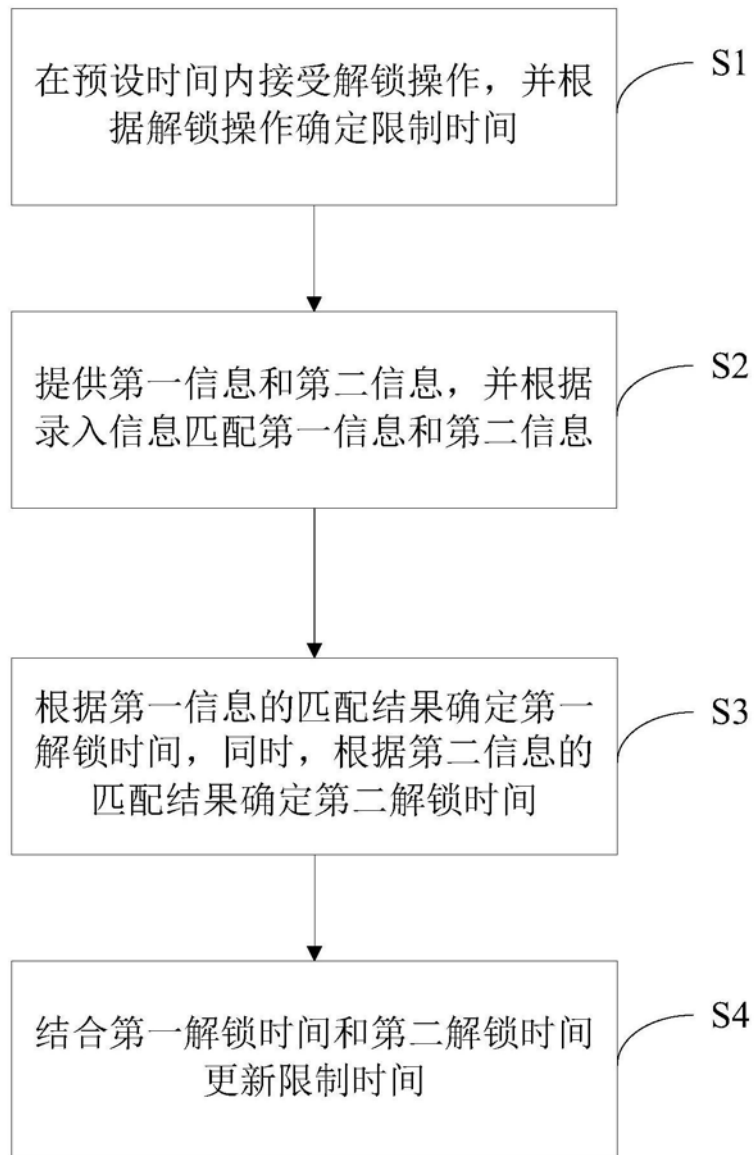 在预设时间内接受解锁操作，并根
据解锁操作确定限制时间
S1
提供第一信息和第二信息，并根据
录入信息匹配第一信息和第二信息
S2
根据第一信息的匹配结果确定第一
解锁时间，同时，根据第二信息的
匹配结果确定第二解锁时间
S3
结合第一解锁时间和第二解锁时间
更新限制时间
S4